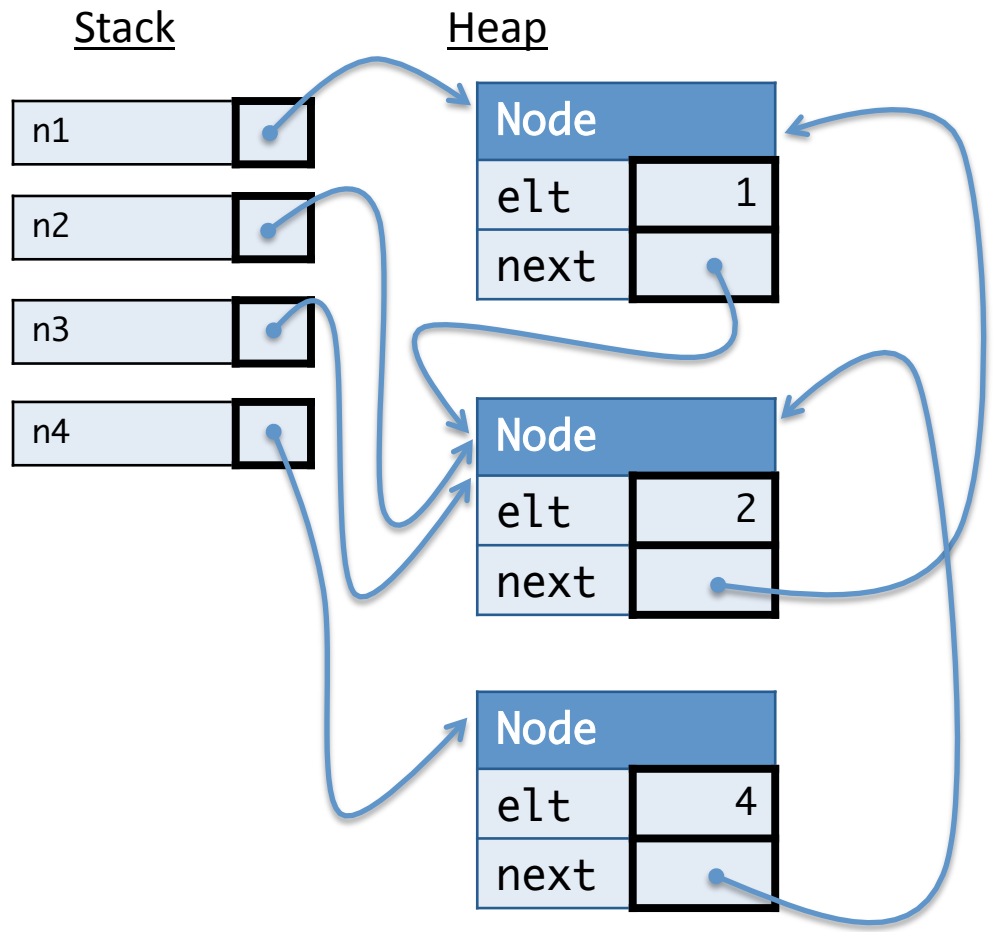 Stack
Heap
n1
n2
n3
n4
Node
elt 1
next
Node
elt 2
next
Node
elt 4
next